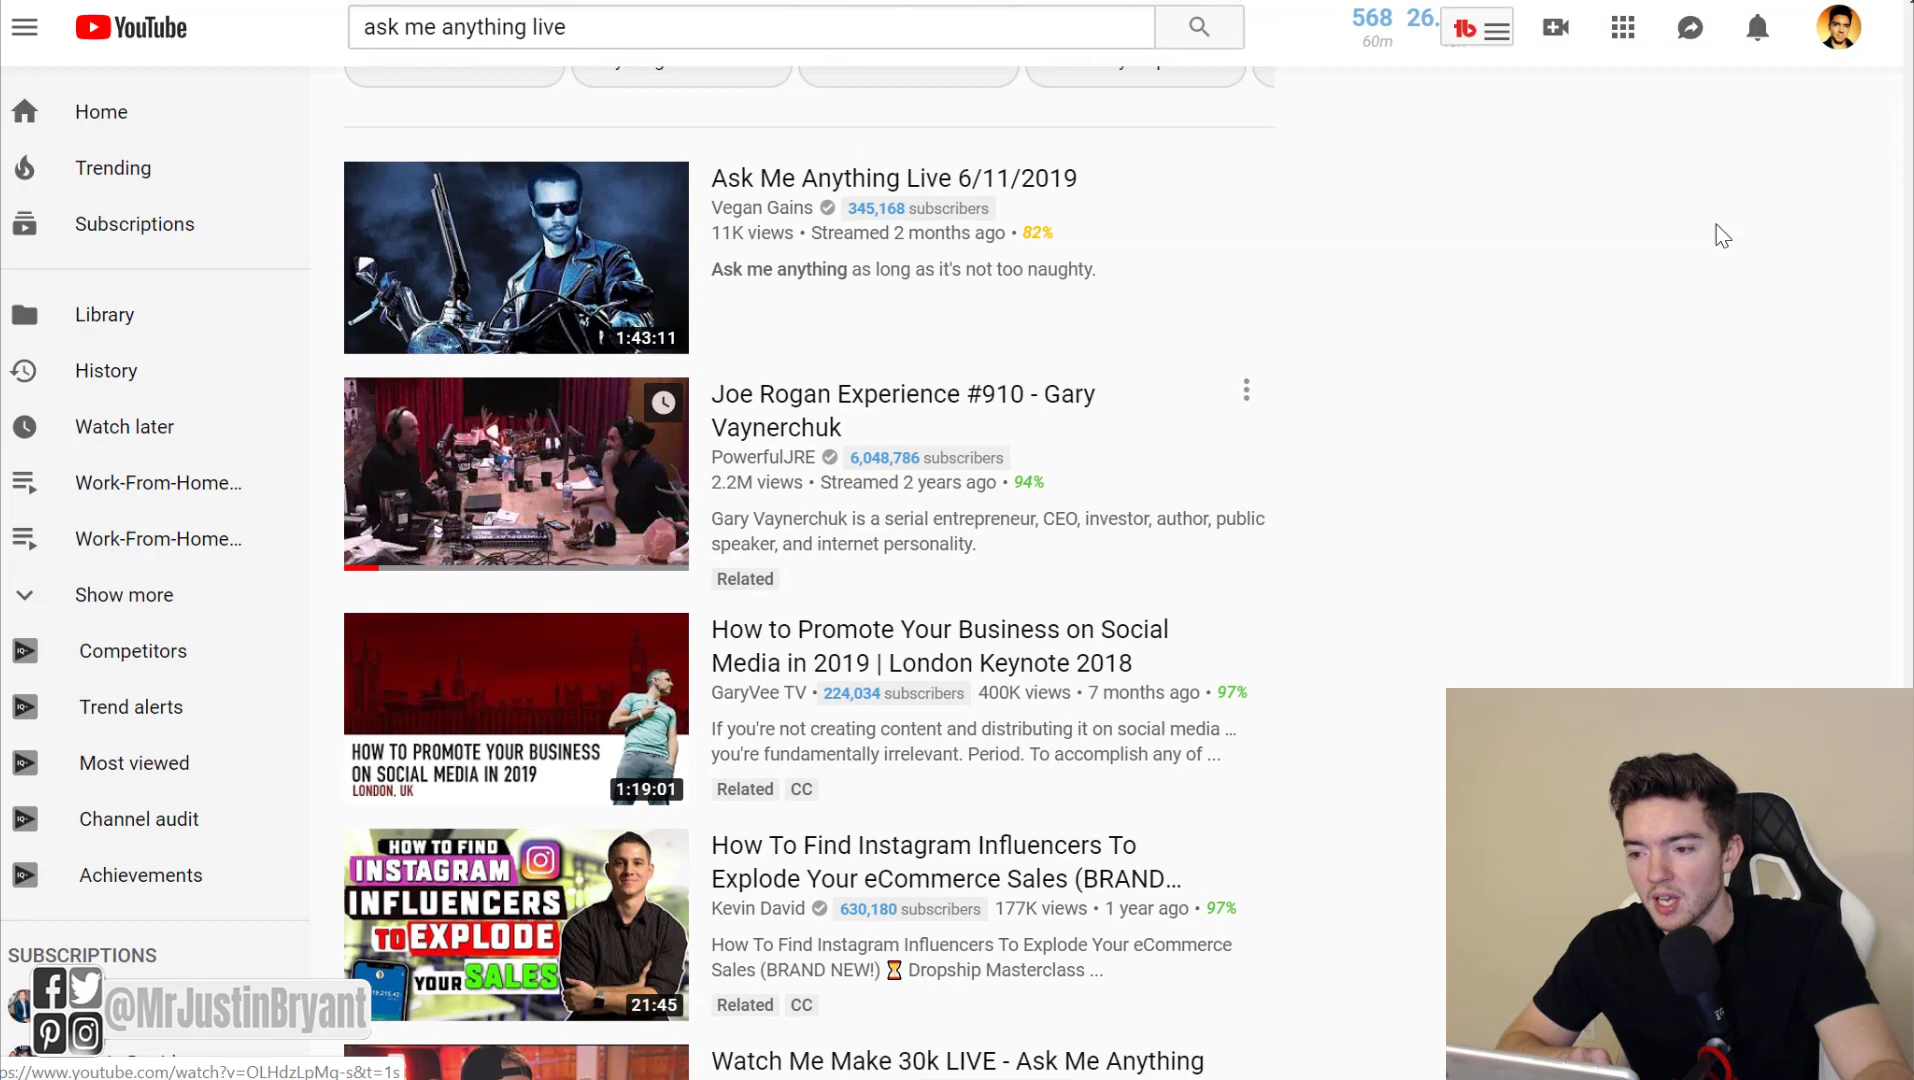 YouTube
ask me anything live
568 26.
60m
Home
Trending
Subscriptions
Library
History
Watch later
Work-From-Home...
Work-From-Home...
Show more
Competitors
Trend alerts
Most viewed
Channel audit
Achievements
SUBSCRIPTIONS
@MrJustinBryant
ps://www.youtube.com/watch?v=OLHdzLpMq-s&t=1s
1:43:11
Ask Me Anything Live 6/11/2019
Vegan Gains 345,168 subscribers
11K views • Streamed 2 months ago • 82%
Ask me anything as long as it's not too naughty.
Joe Rogan Experience #910 - Gary
Vaynerchuk
PowerfulJRE 6,048,786 subscribers
2.2M views • Streamed 2 years ago • 94%
Gary Vaynerchuk is a serial entrepreneur, CEO, investor, author, public
speaker, and internet personality.
Related
HOW TO PROMOTE YOUR BUSINESS
ON SOCIAL MEDIA IN 2019
LONDON, UK
1:19:01
How to Promote Your Business on Social
Media in 2019 | London Keynote 2018
GaryVee TV • 224,034 subscribers 400K views • 7 months ago • 97%
If you're not creating content and distributing it on social media ...
you're fundamentally irrelevant. Period. To accomplish any of ...
Related CC
HOW TO FIND
INSTAGRAM
INFLUENCERS
TO EXPLODE
YOUR SALES
21:45
How To Find Instagram Influencers To
Explode Your eCommerce Sales (BRAND...
Kevin David 630,180 subscribers 177K views • 1 year ago • 97%
How To Find Instagram Influencers To Explode Your eCommerce
Sales (BRAND NEW!) ⌛ Dropship Masterclass ...
Related CC
Watch Me Make 30k LIVE - Ask Me Anything